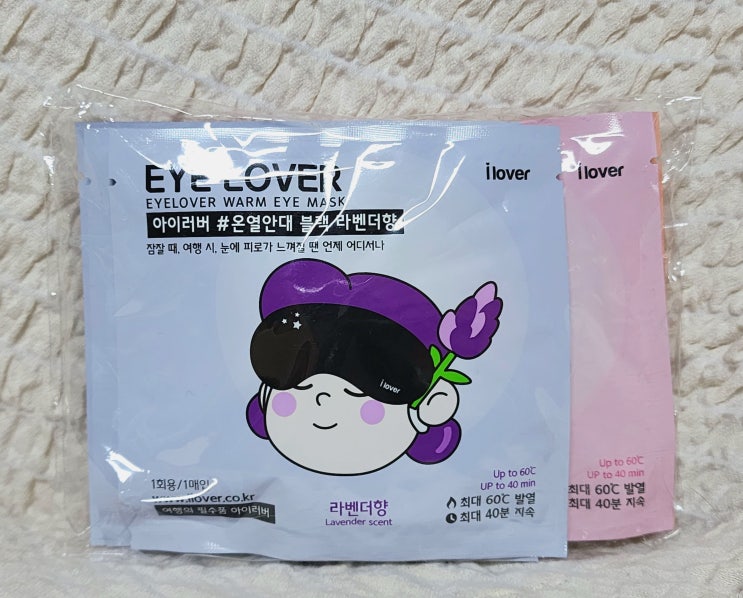 EYE LOVER
EYELOVER WARM EYE MASK
아이러버 #온열안대 블랙 라벤더향
잠잘 때, 여행 시, 눈에 피로가 느껴질 땐 언제 어디서나
i lover
i lover
i lover
1회용/1매입
www.ilover.co.kr
여행의 필수품 아이러버
라벤더향
Lavender scent
Up to 60℃
UP to 40 min
최대 60℃ 발열
최대 40분 지속
Up to 60℃
UP to 40 min
최대 60℃ 발열
최대 40분 지속